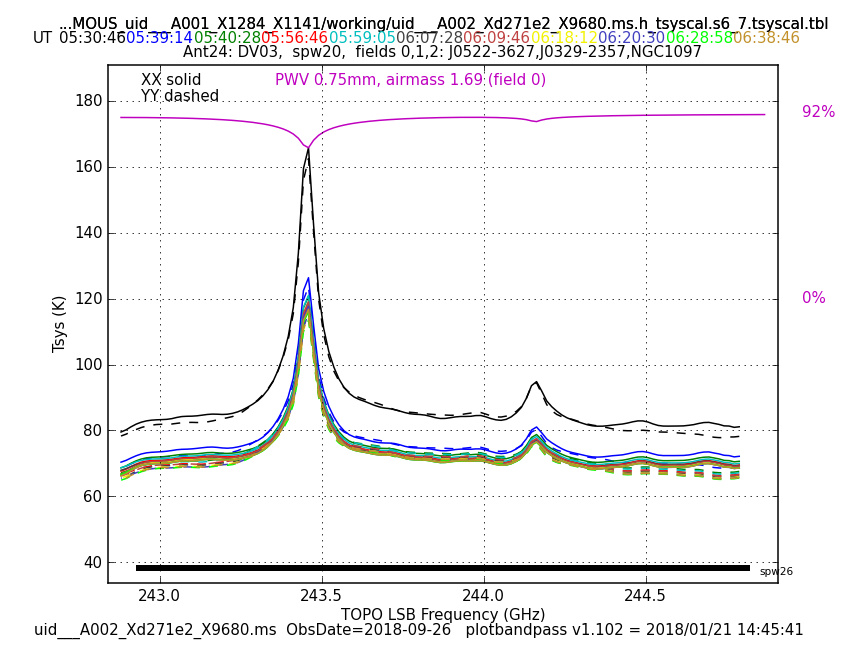 ...MOUS_uid___A001_X1284_X1141/working/uid___A002_Xd271e2_X9680.ms.h_tsyscal.s6_7.tsyscal.tbl
UT 05:30:46 05:39:14 05:40:28 05:56:46 05:59:05 06:07:28 06:09:46 06:18:12 06:20:30 06:28:58 06:38:46
Ant24: DV03, spw20, fields 0,1,2: J0522-3627,J0329-2357,NGC1097
XX solid
YY dashed
PWV 0.75mm, airmass 1.69 (field 0)
92%
0%
180
160
140
120
100
80
60
40
Tsys (K)
spw26
243.0 243.5 244.0 244.5
TOPO LSB Frequency (GHz)
uid___A002_Xd271e2_X9680.ms ObsDate=2018-09-26 plotbandpass v1.102 = 2018/01/21 14:45:41